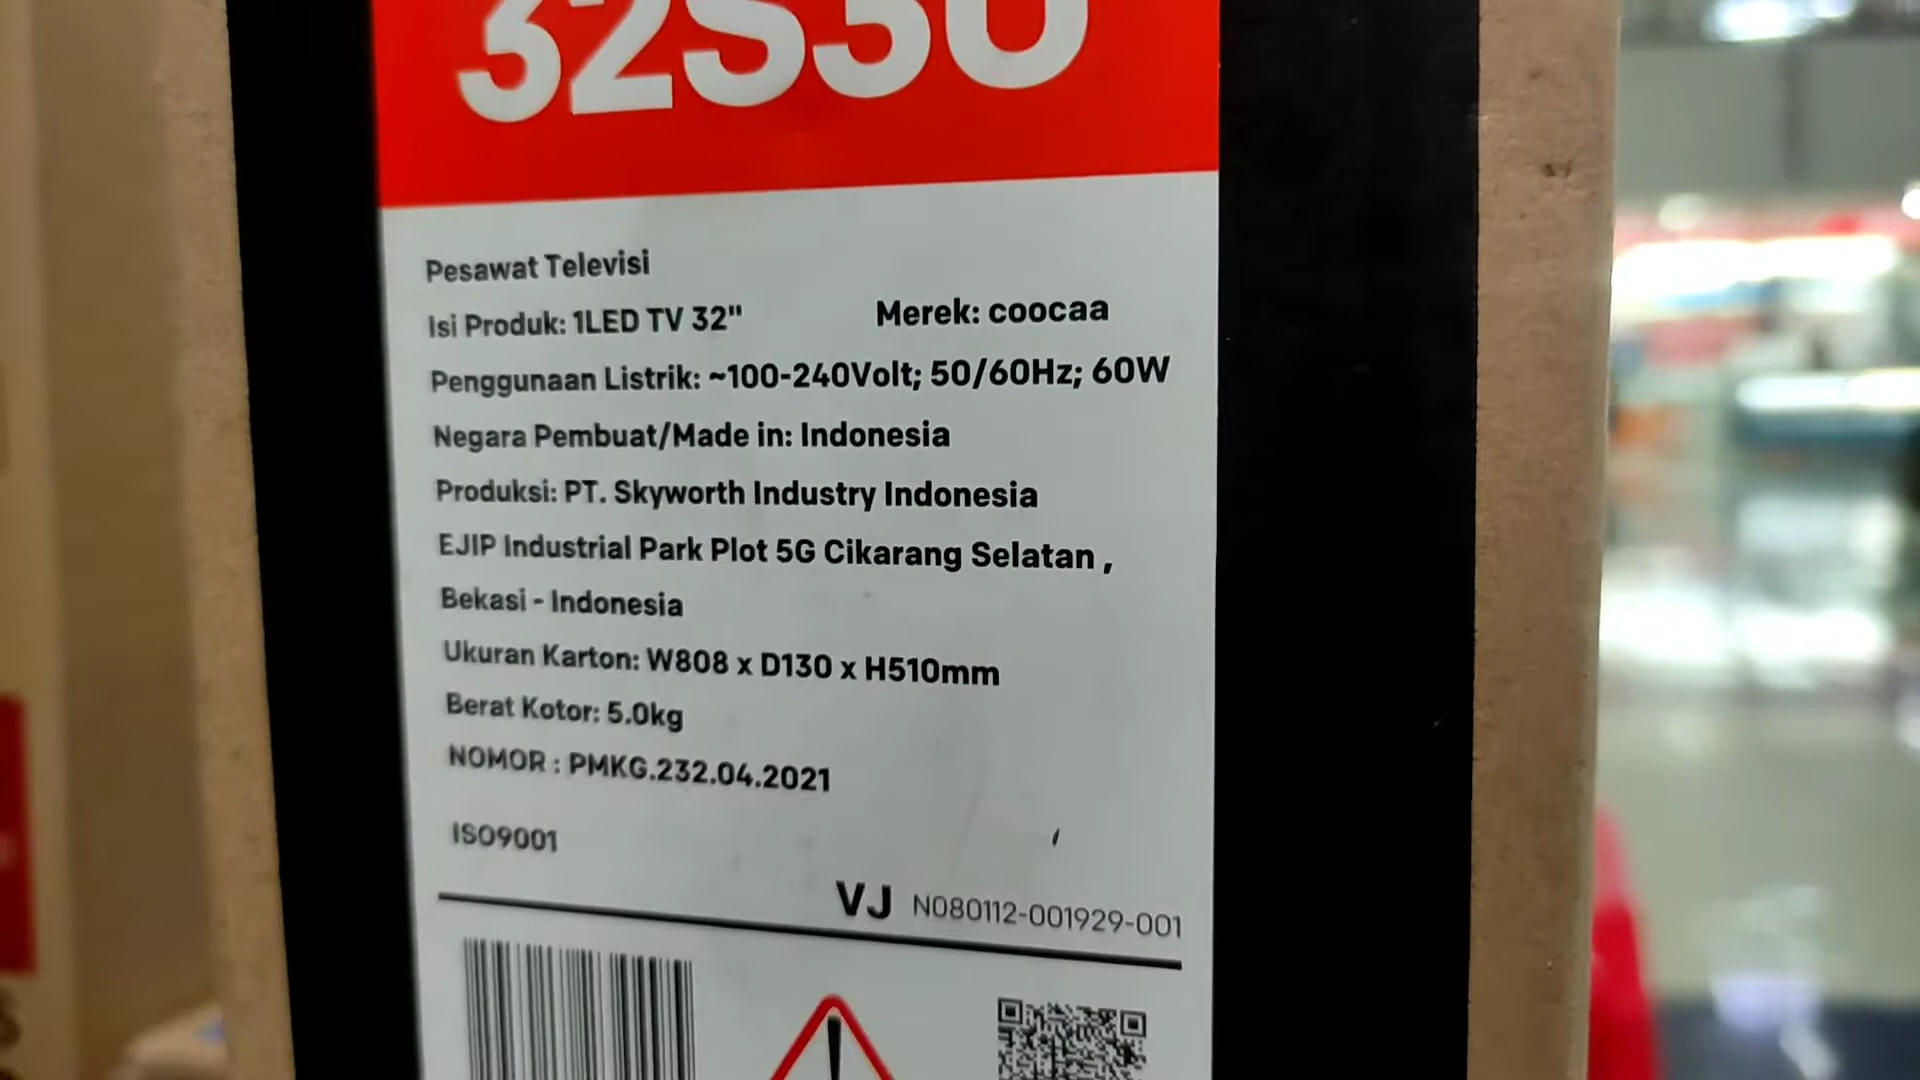 32S3U
Pesawat Televisi
Isi Produk: 1LED TV 32" Merek: coocaa
Penggunaan Listrik: ~100-240Volt; 50/60Hz; 60W
Negara Pembuat/Made in: Indonesia
Produksi: PT. Skyworth Industry Indonesia
EJIP Industrial Park Plot 5G Cikarang Selatan ,
Bekasi - Indonesia
Ukuran Karton: W808 x D130 x H510mm
Berat Kotor: 5.0kg
NOMOR : PMKG.232.04.2021
ISO9001
VJ N080112-001929-001